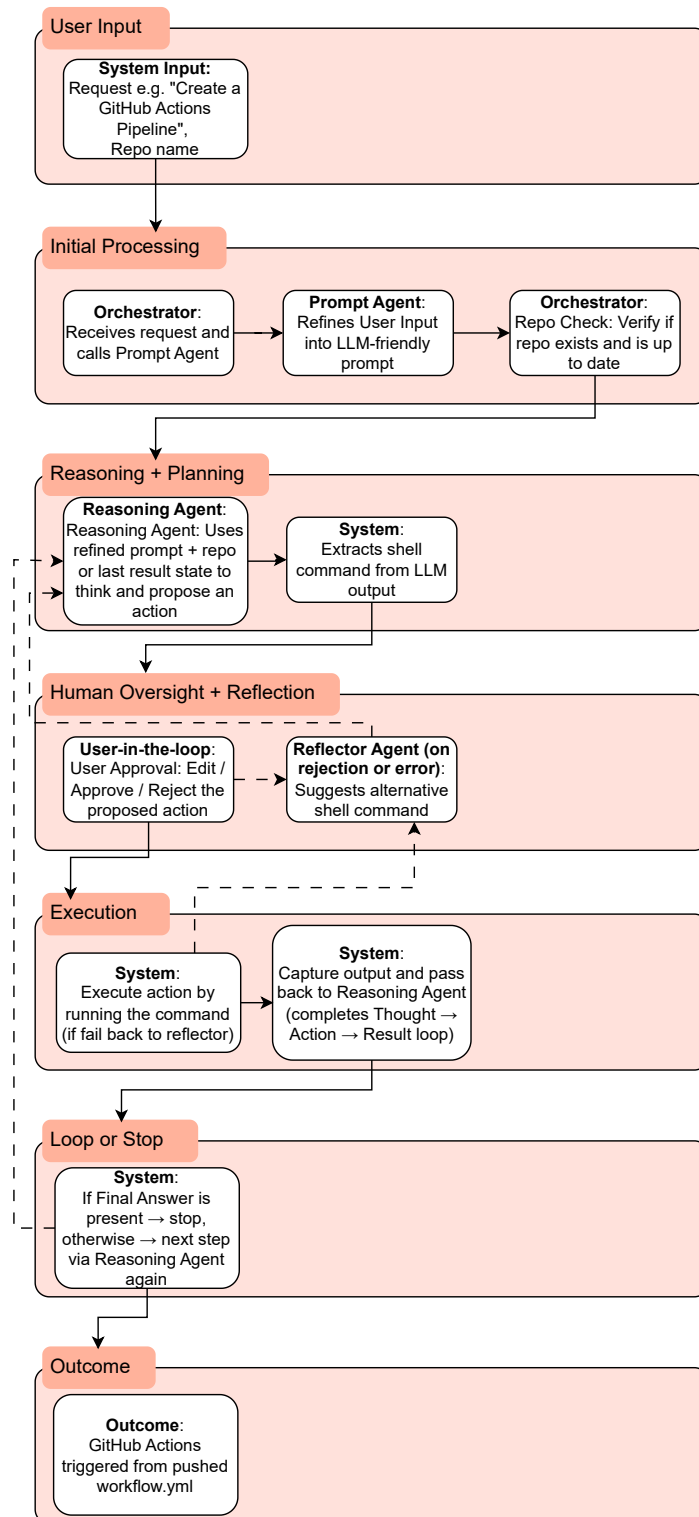 User Input
System Input:
Request e.g. "Create a
GitHub Actions
Pipeline",
Repo name
Initial Processing
Orchestrator:
Receives request and
calls Prompt Agent
Prompt Agent:
Refines User Input
into LLM-friendly
prompt
Orchestrator:
Repo Check: Verify if
repo exists and is up
to date
Reasoning + Planning
Reasoning Agent:
Reasoning Agent: Uses
refined prompt + repo
or last result state to
think and propose an
action
System:
Extracts shell
command from LLM
output
Human Oversight + Reflection
User-in-the-loop:
User Approval: Edit /
Approve / Reject the
proposed action
Reflector Agent (on
rejection or error):
Suggests alternative
shell command
Execution
System:
Execute action by
running the command
(if fail back to reflector)
System:
Capture output and pass
back to Reasoning Agent
(completes Thought →
Action → Result loop)
Loop or Stop
System:
If Final Answer is
present → stop,
otherwise → next step
via Reasoning Agent
again
Outcome
Outcome:
GitHub Actions
triggered from pushed
workflow.yml